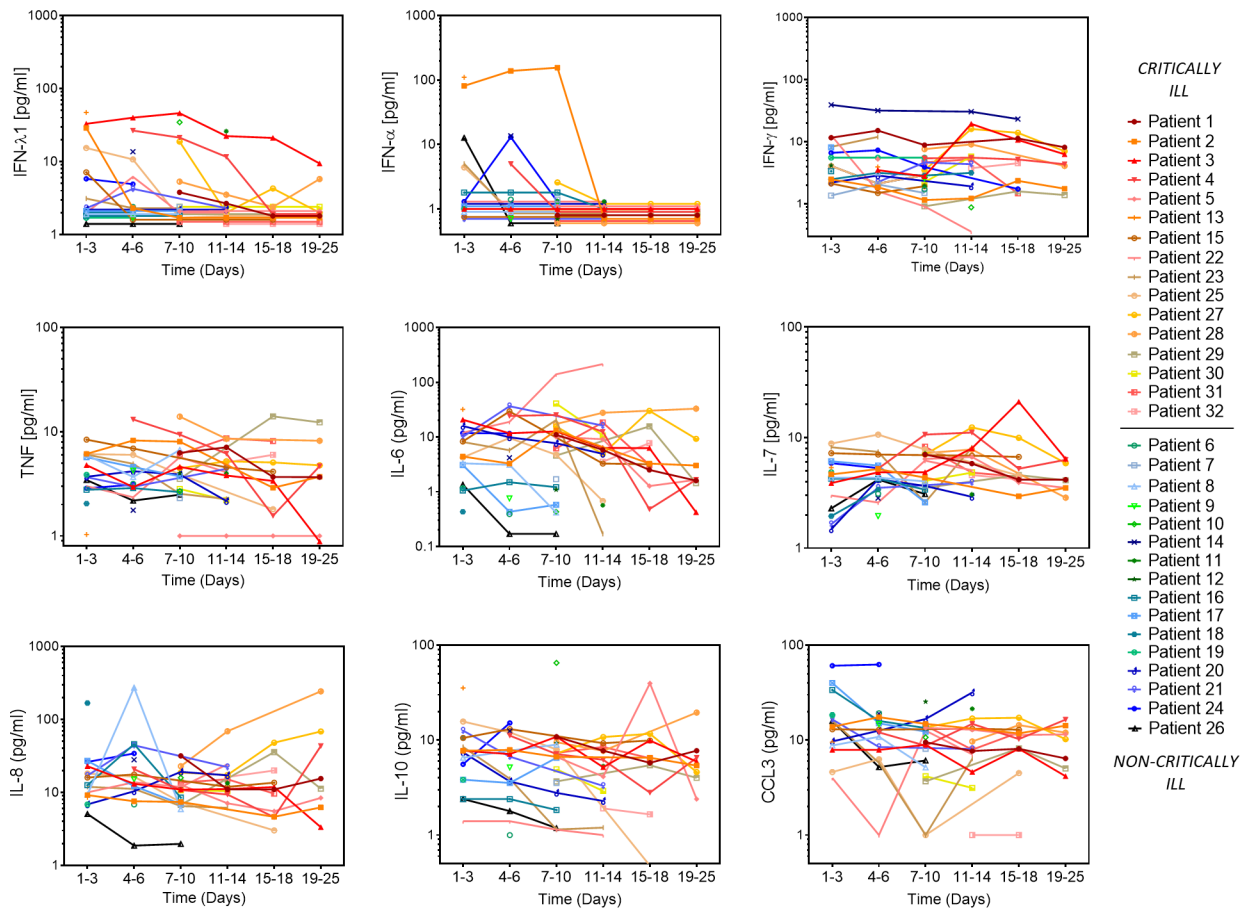 IFN-λ1 [pg/ml]
1000
100
10
1
1-3 4-6 7-10 11-14 15-18 19-25
Time (Days)
IFN-α [pg/ml]
1000
100
10
1
1-3 4-6 7-10 11-14 15-18 19-25
Time (Days)
IFN-γ [pg/ml]
1000
100
10
1
1-3 4-6 7-10 11-14 15-18 19-25
Time (Days)
TNF [pg/ml]
100
10
1
1-3 4-6 7-10 11-14 15-18 19-25
Time (Days)
IL-6 (pg/ml)
1000
100
10
1
0.1
1-3 4-6 7-10 11-14 15-18 19-25
Time (Days)
IL-7 (pg/ml)
100
10
1
1-3 4-6 7-10 11-14 15-18 19-25
Time (Days)
IL-8 (pg/ml)
1000
100
10
1
1-3 4-6 7-10 11-14 15-18 19-25
Time (Days)
IL-10 (pg/ml)
100
10
1
1-3 4-6 7-10 11-14 15-18 19-25
Time (Days)
CCL3 (pg/ml)
100
10
1
1-3 4-6 7-10 11-14 15-18 19-25
Time (Days)
CRITICALLY
ILL
Patient 1
Patient 2
Patient 3
Patient 4
Patient 5
Patient 13
Patient 15
Patient 22
Patient 23
Patient 25
Patient 27
Patient 28
Patient 29
Patient 30
Patient 31
Patient 32
Patient 6
Patient 7
Patient 8
Patient 9
Patient 10
Patient 14
Patient 11
Patient 12
Patient 16
Patient 17
Patient 18
Patient 19
Patient 20
Patient 21
Patient 24
Patient 26
NON-CRITICALLY
ILL